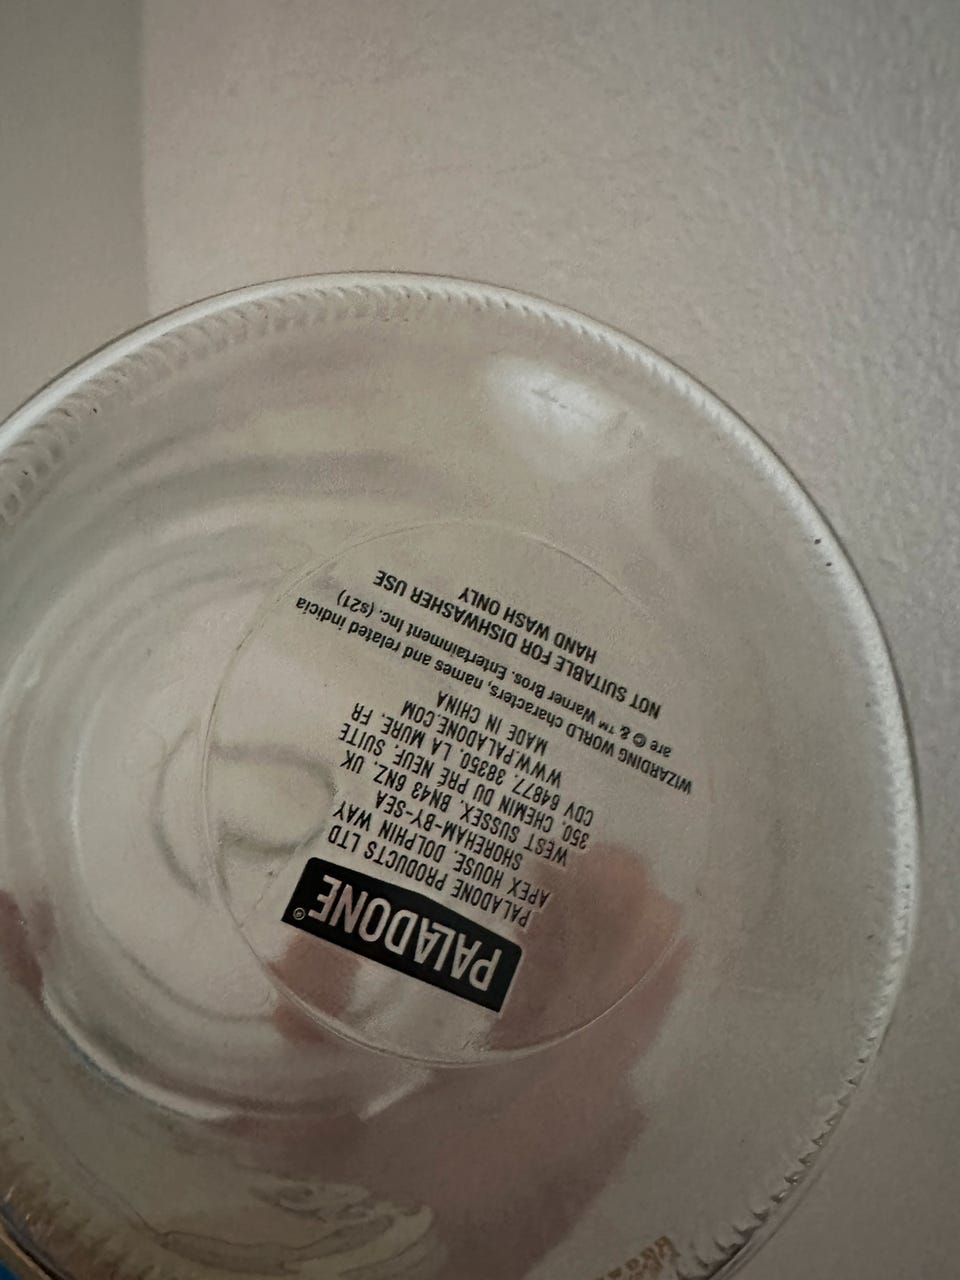 PALADONE®
PALADONE PRODUCTS LTD
APEX HOUSE, DOLPHIN WAY
SHOREHAM-BY-SEA
WEST SUSSEX, BN43 6NZ, UK
350, CHEMIN DU PRÉ NEUF, SUITE
CDV 64877, 38350, LA MURE, FR
WWW.PALADONE.COM
MADE IN CHINA
WIZARDING WORLD characters, names and related indicia
are © & ™ Warner Bros. Entertainment Inc. (s21)
NOT SUITABLE FOR DISHWASHER USE
HAND WASH ONLY